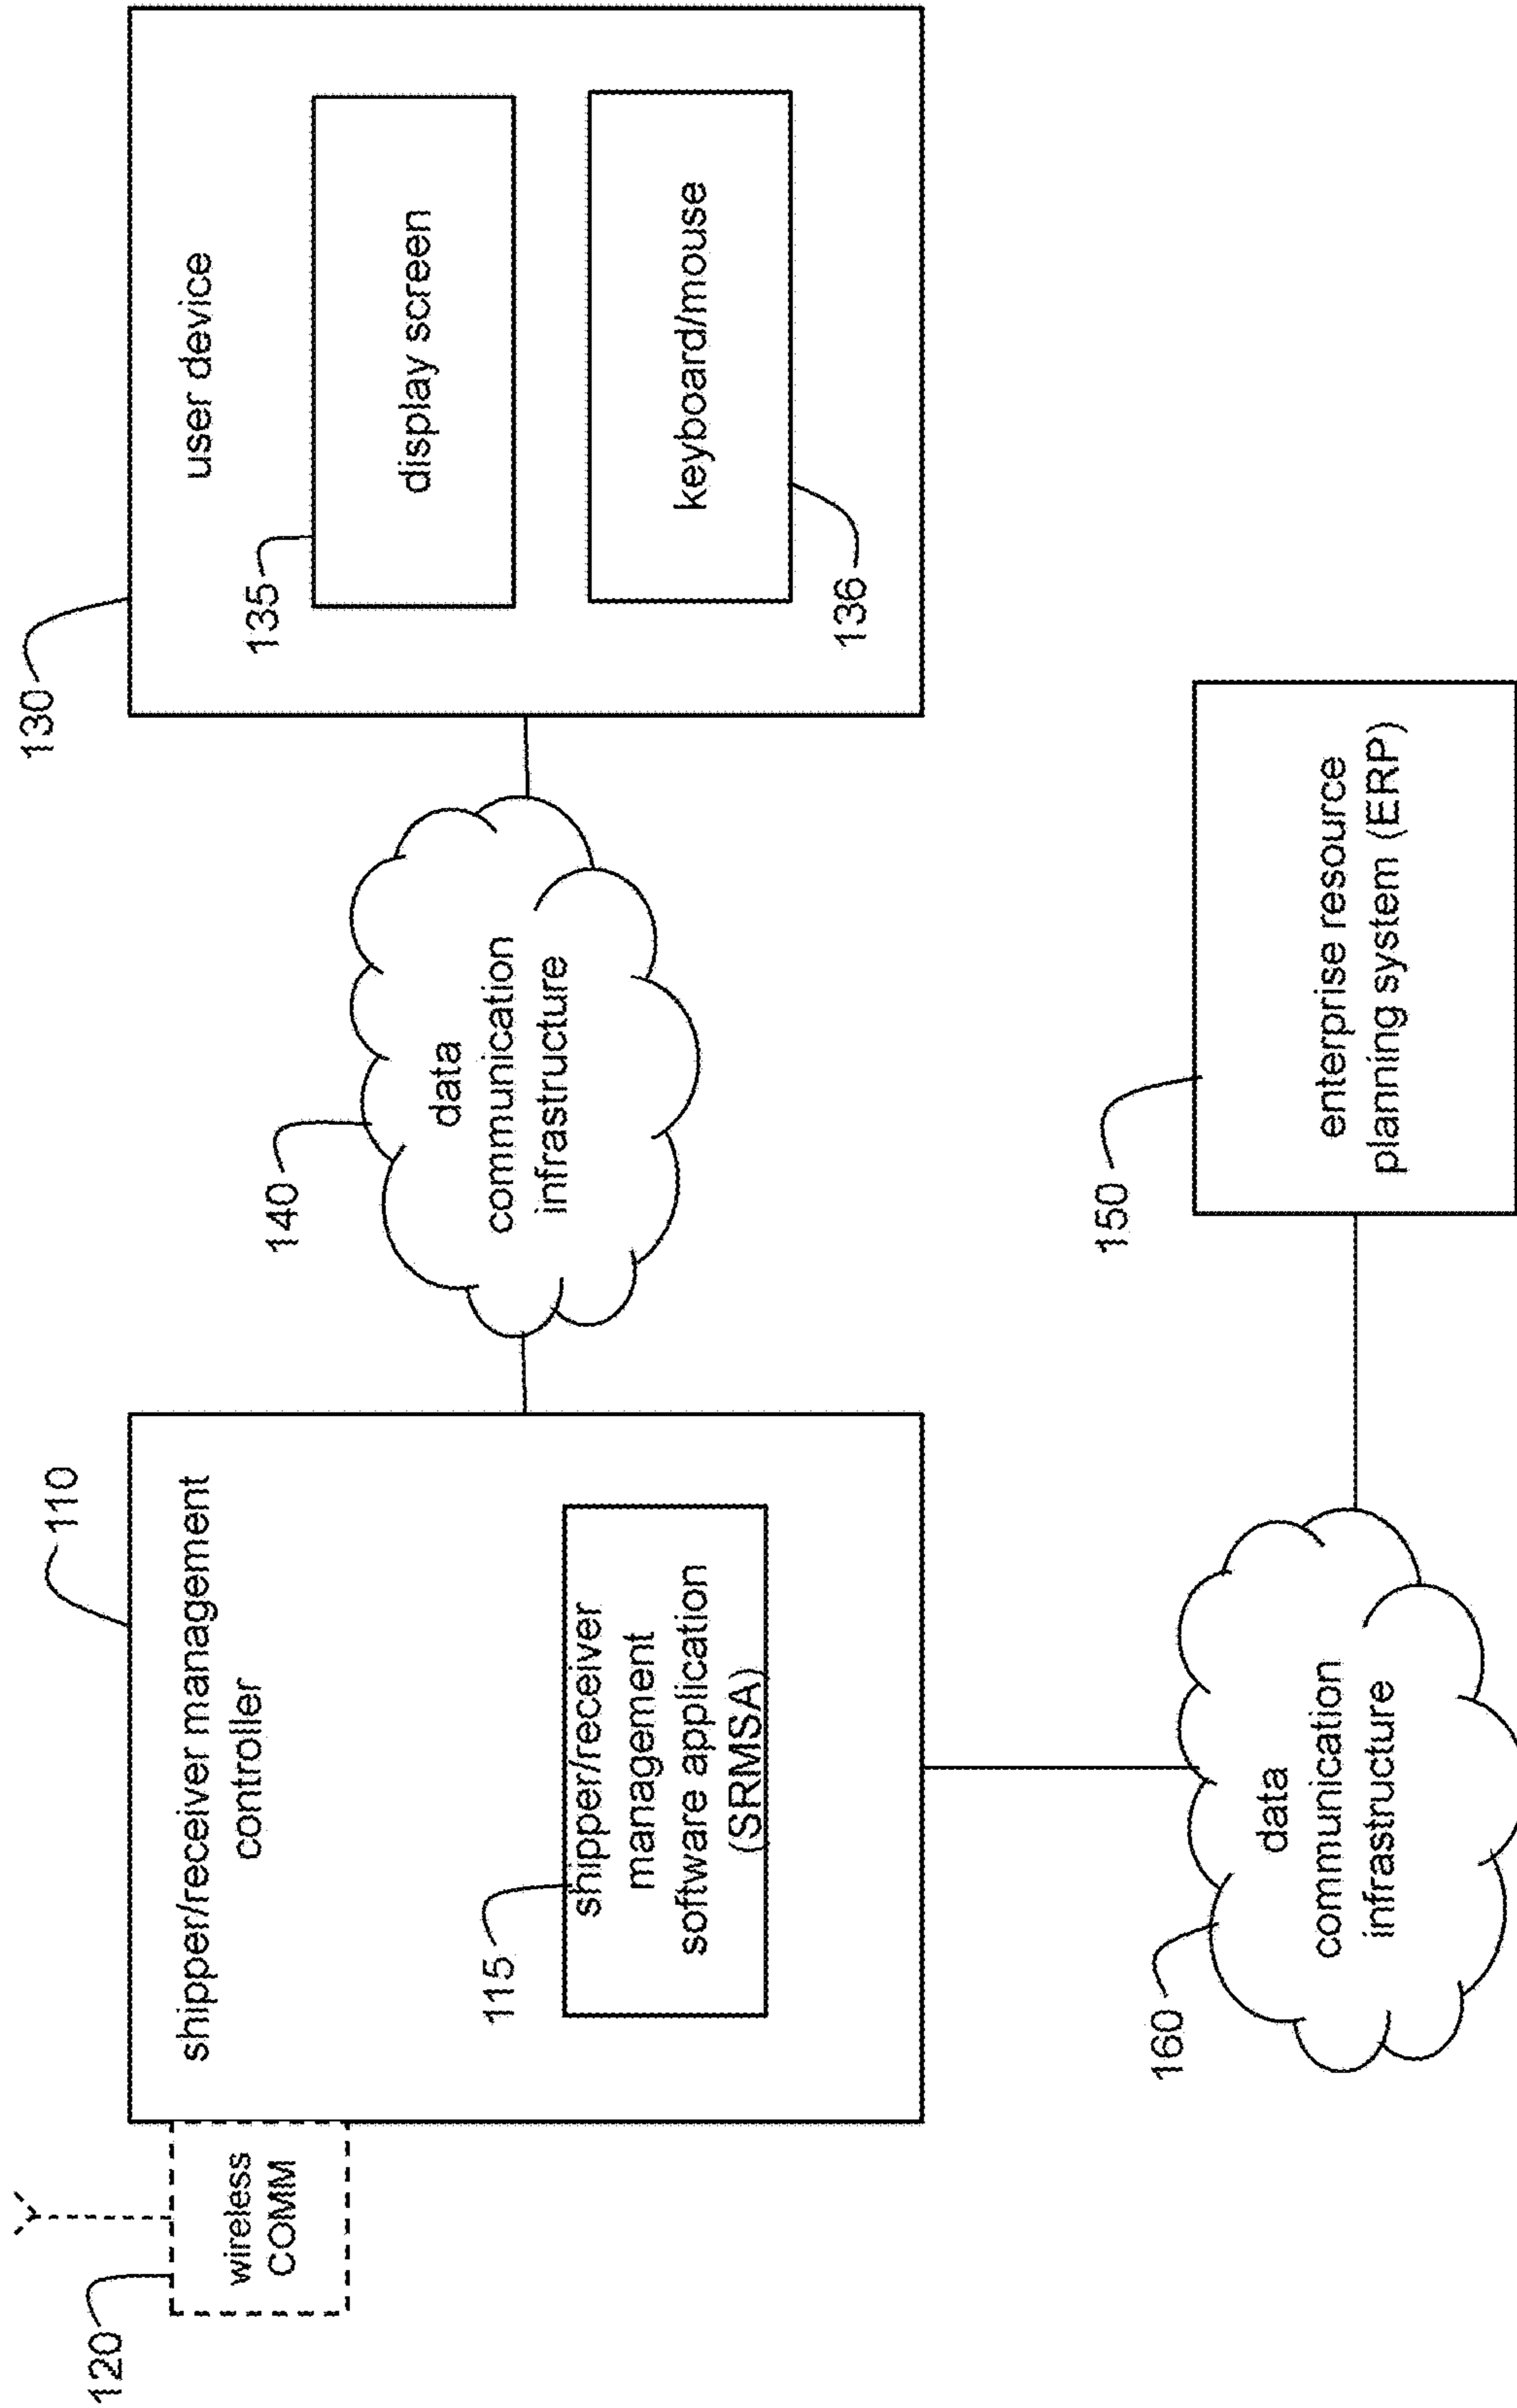 120
wireless
COMM
110
shipper/receiver management
controller
115
shipper/receiver
management
software application
(SRMSA)
140
data
communication
infrastructure
130
user device
135
display screen
keyboard/mouse
136
160
data
communication
infrastructure
150
enterprise resource
planning system (ERP)